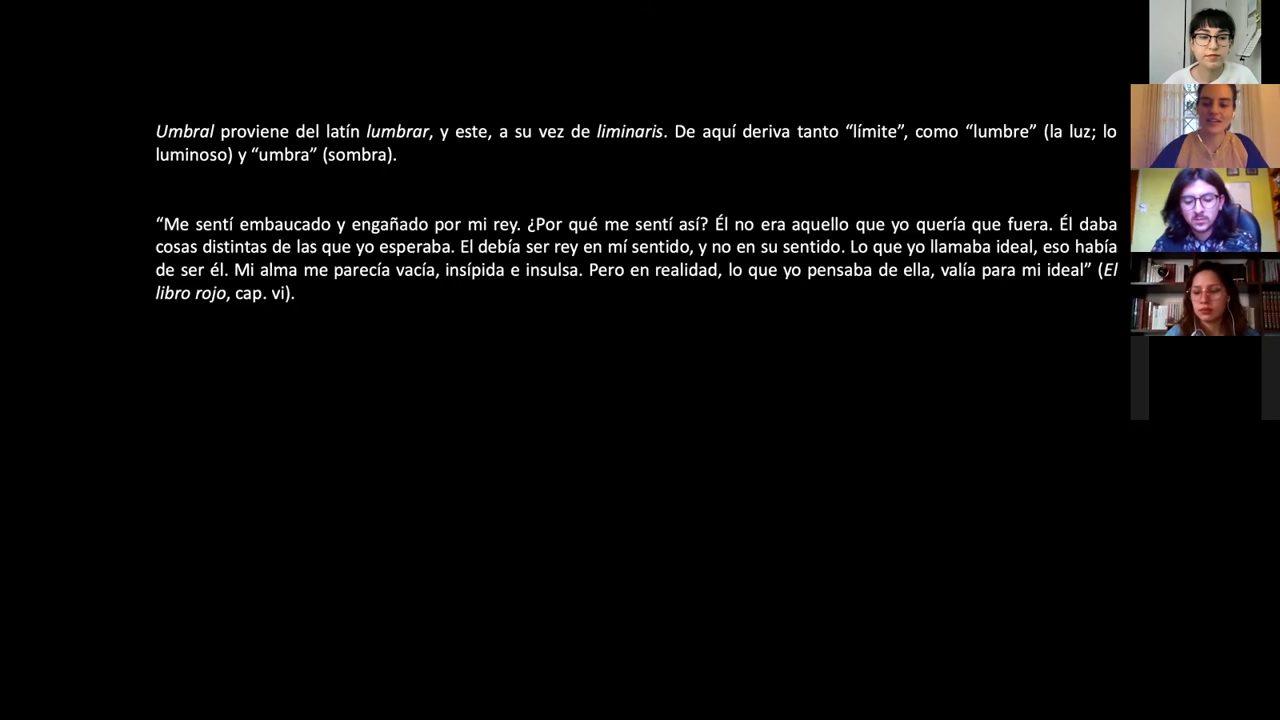 Umbral proviene del latín lumbrar, y este, a su vez de liminaris. De aquí deriva tanto “límite”, como “lumbre” (la luz; lo
luminoso) y “umbra” (sombra).
“Me sentí embaucado y engañado por mi rey. ¿Por qué me sentí así? Él no era aquello que yo quería que fuera. Él daba
cosas distintas de las que yo esperaba. El debía ser rey en mí sentido, y no en su sentido. Lo que yo llamaba ideal, eso había
de ser él. Mi alma me parecía vacía, insípida e insulsa. Pero en realidad, lo que yo pensaba de ella, valía para mi ideal” (El
libro rojo, cap. vi).